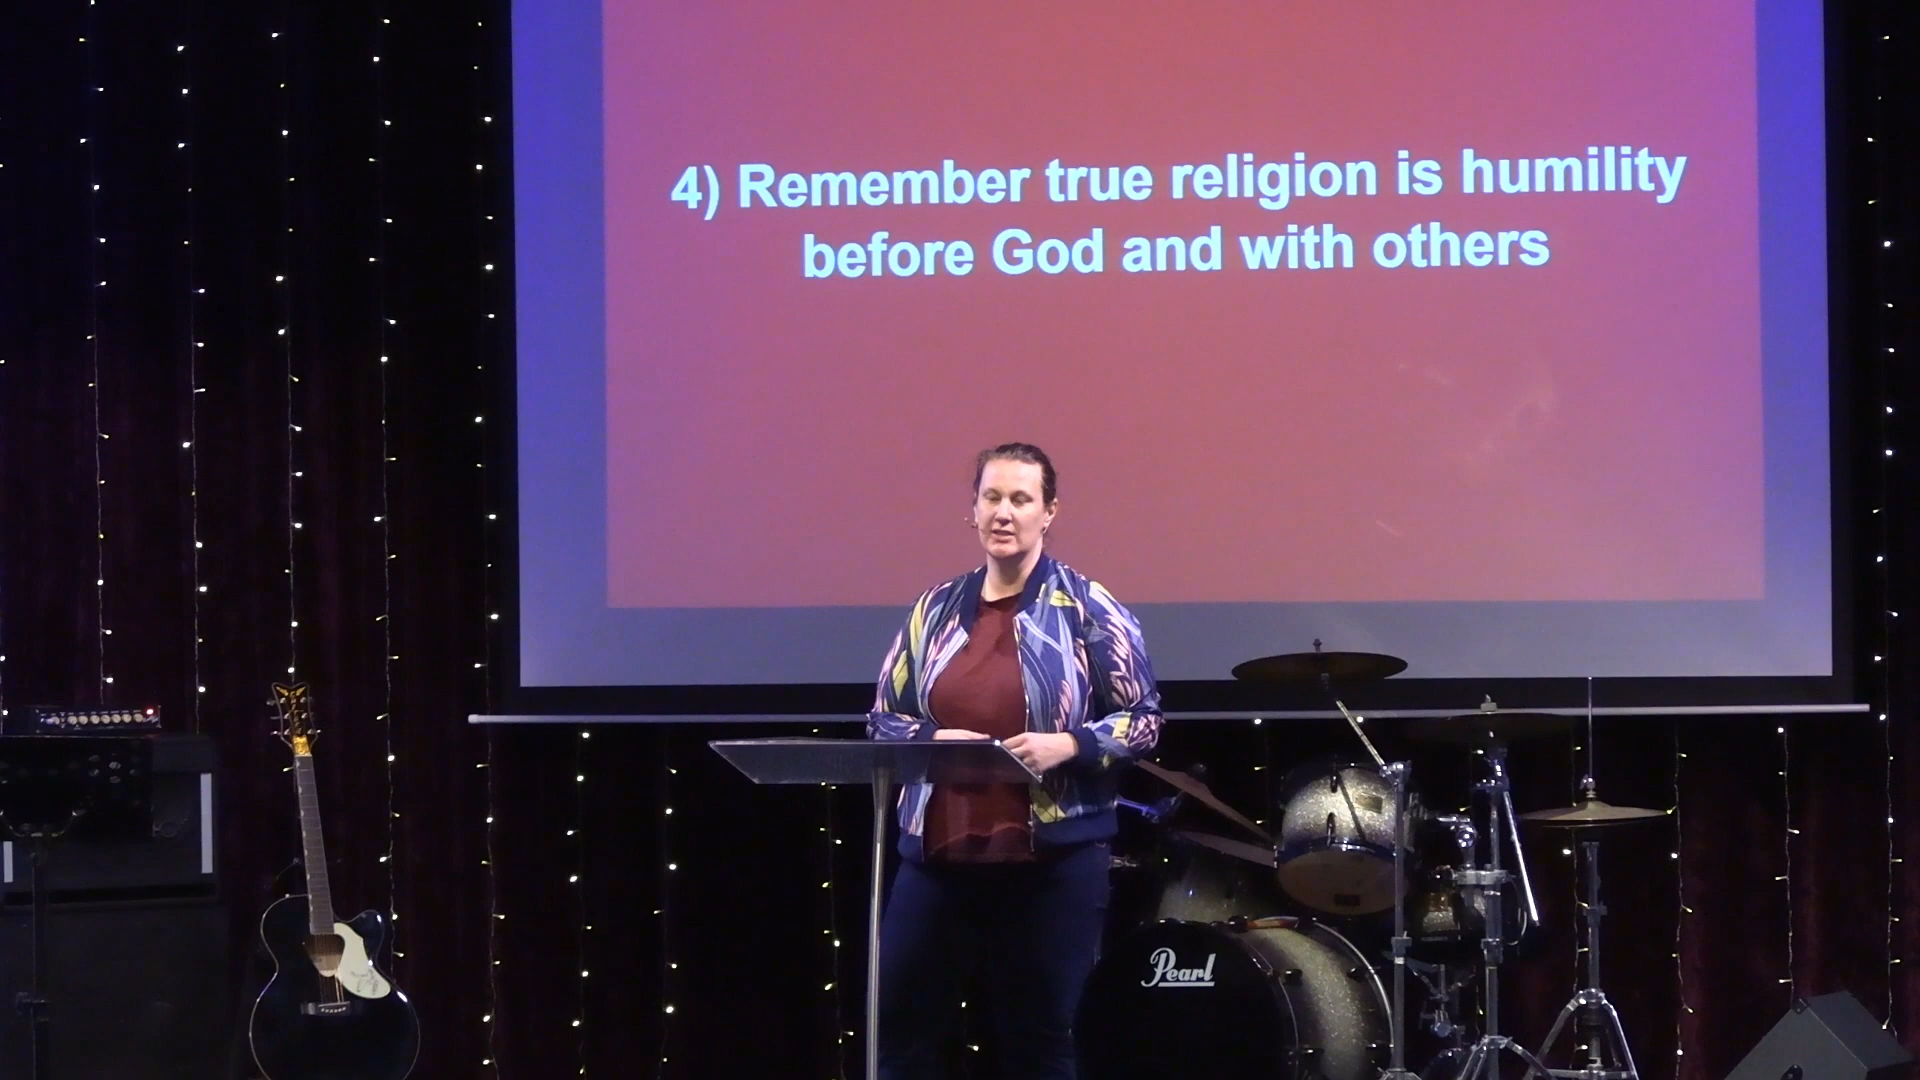 4) Remember true religion is humility
before God and with others
Pearl